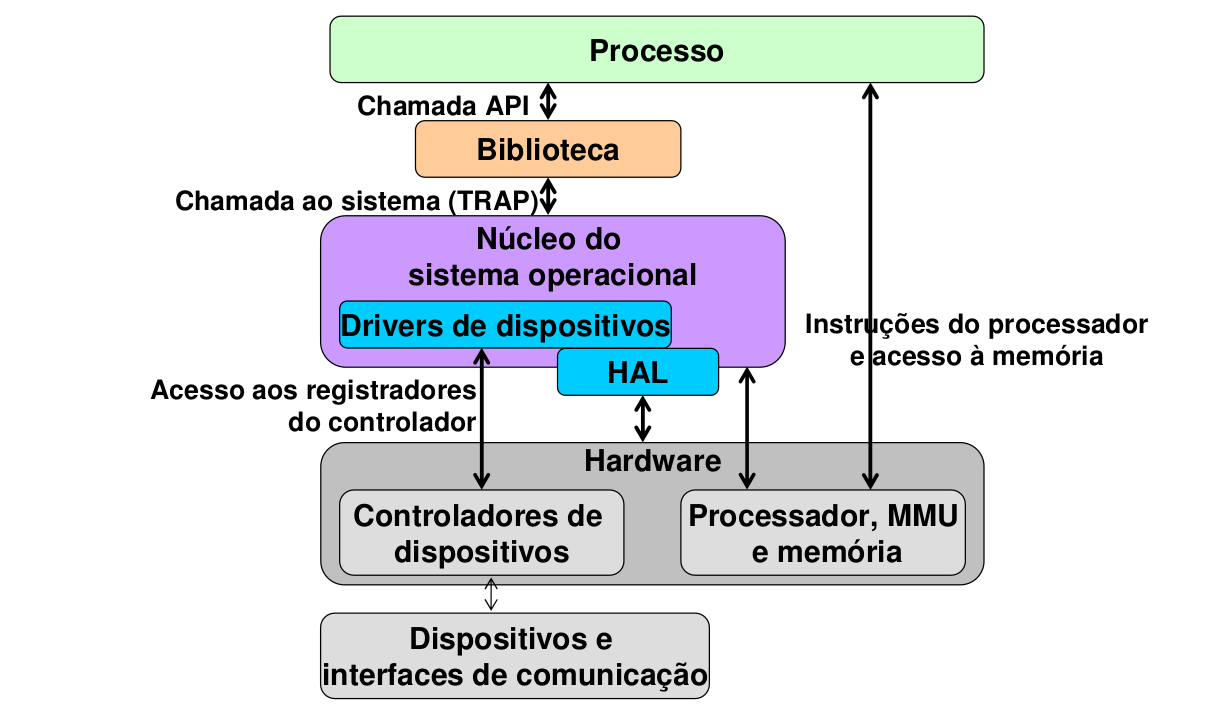 Processo
Chamada API
Biblioteca
Chamada ao sistema (TRAP)
Núcleo do
sistema operacional
Drivers de dispositivos
Instruções do processador
e acesso à memória
HAL
Acesso aos registradores
do controlador
Hardware
Controladores de
dispositivos
Processador, MMU
e memória
Dispositivos e
interfaces de comunicação